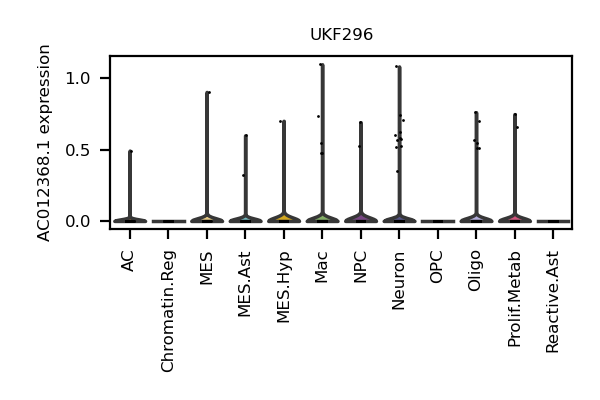 UKF296
AC012368.1 expression
1.0
0.5
0.0
AC
Chromatin.Reg
MES
MES.Ast
MES.Hyp
Mac
NPC
Neuron
OPC
Oligo
Prolif.Metab
Reactive.Ast